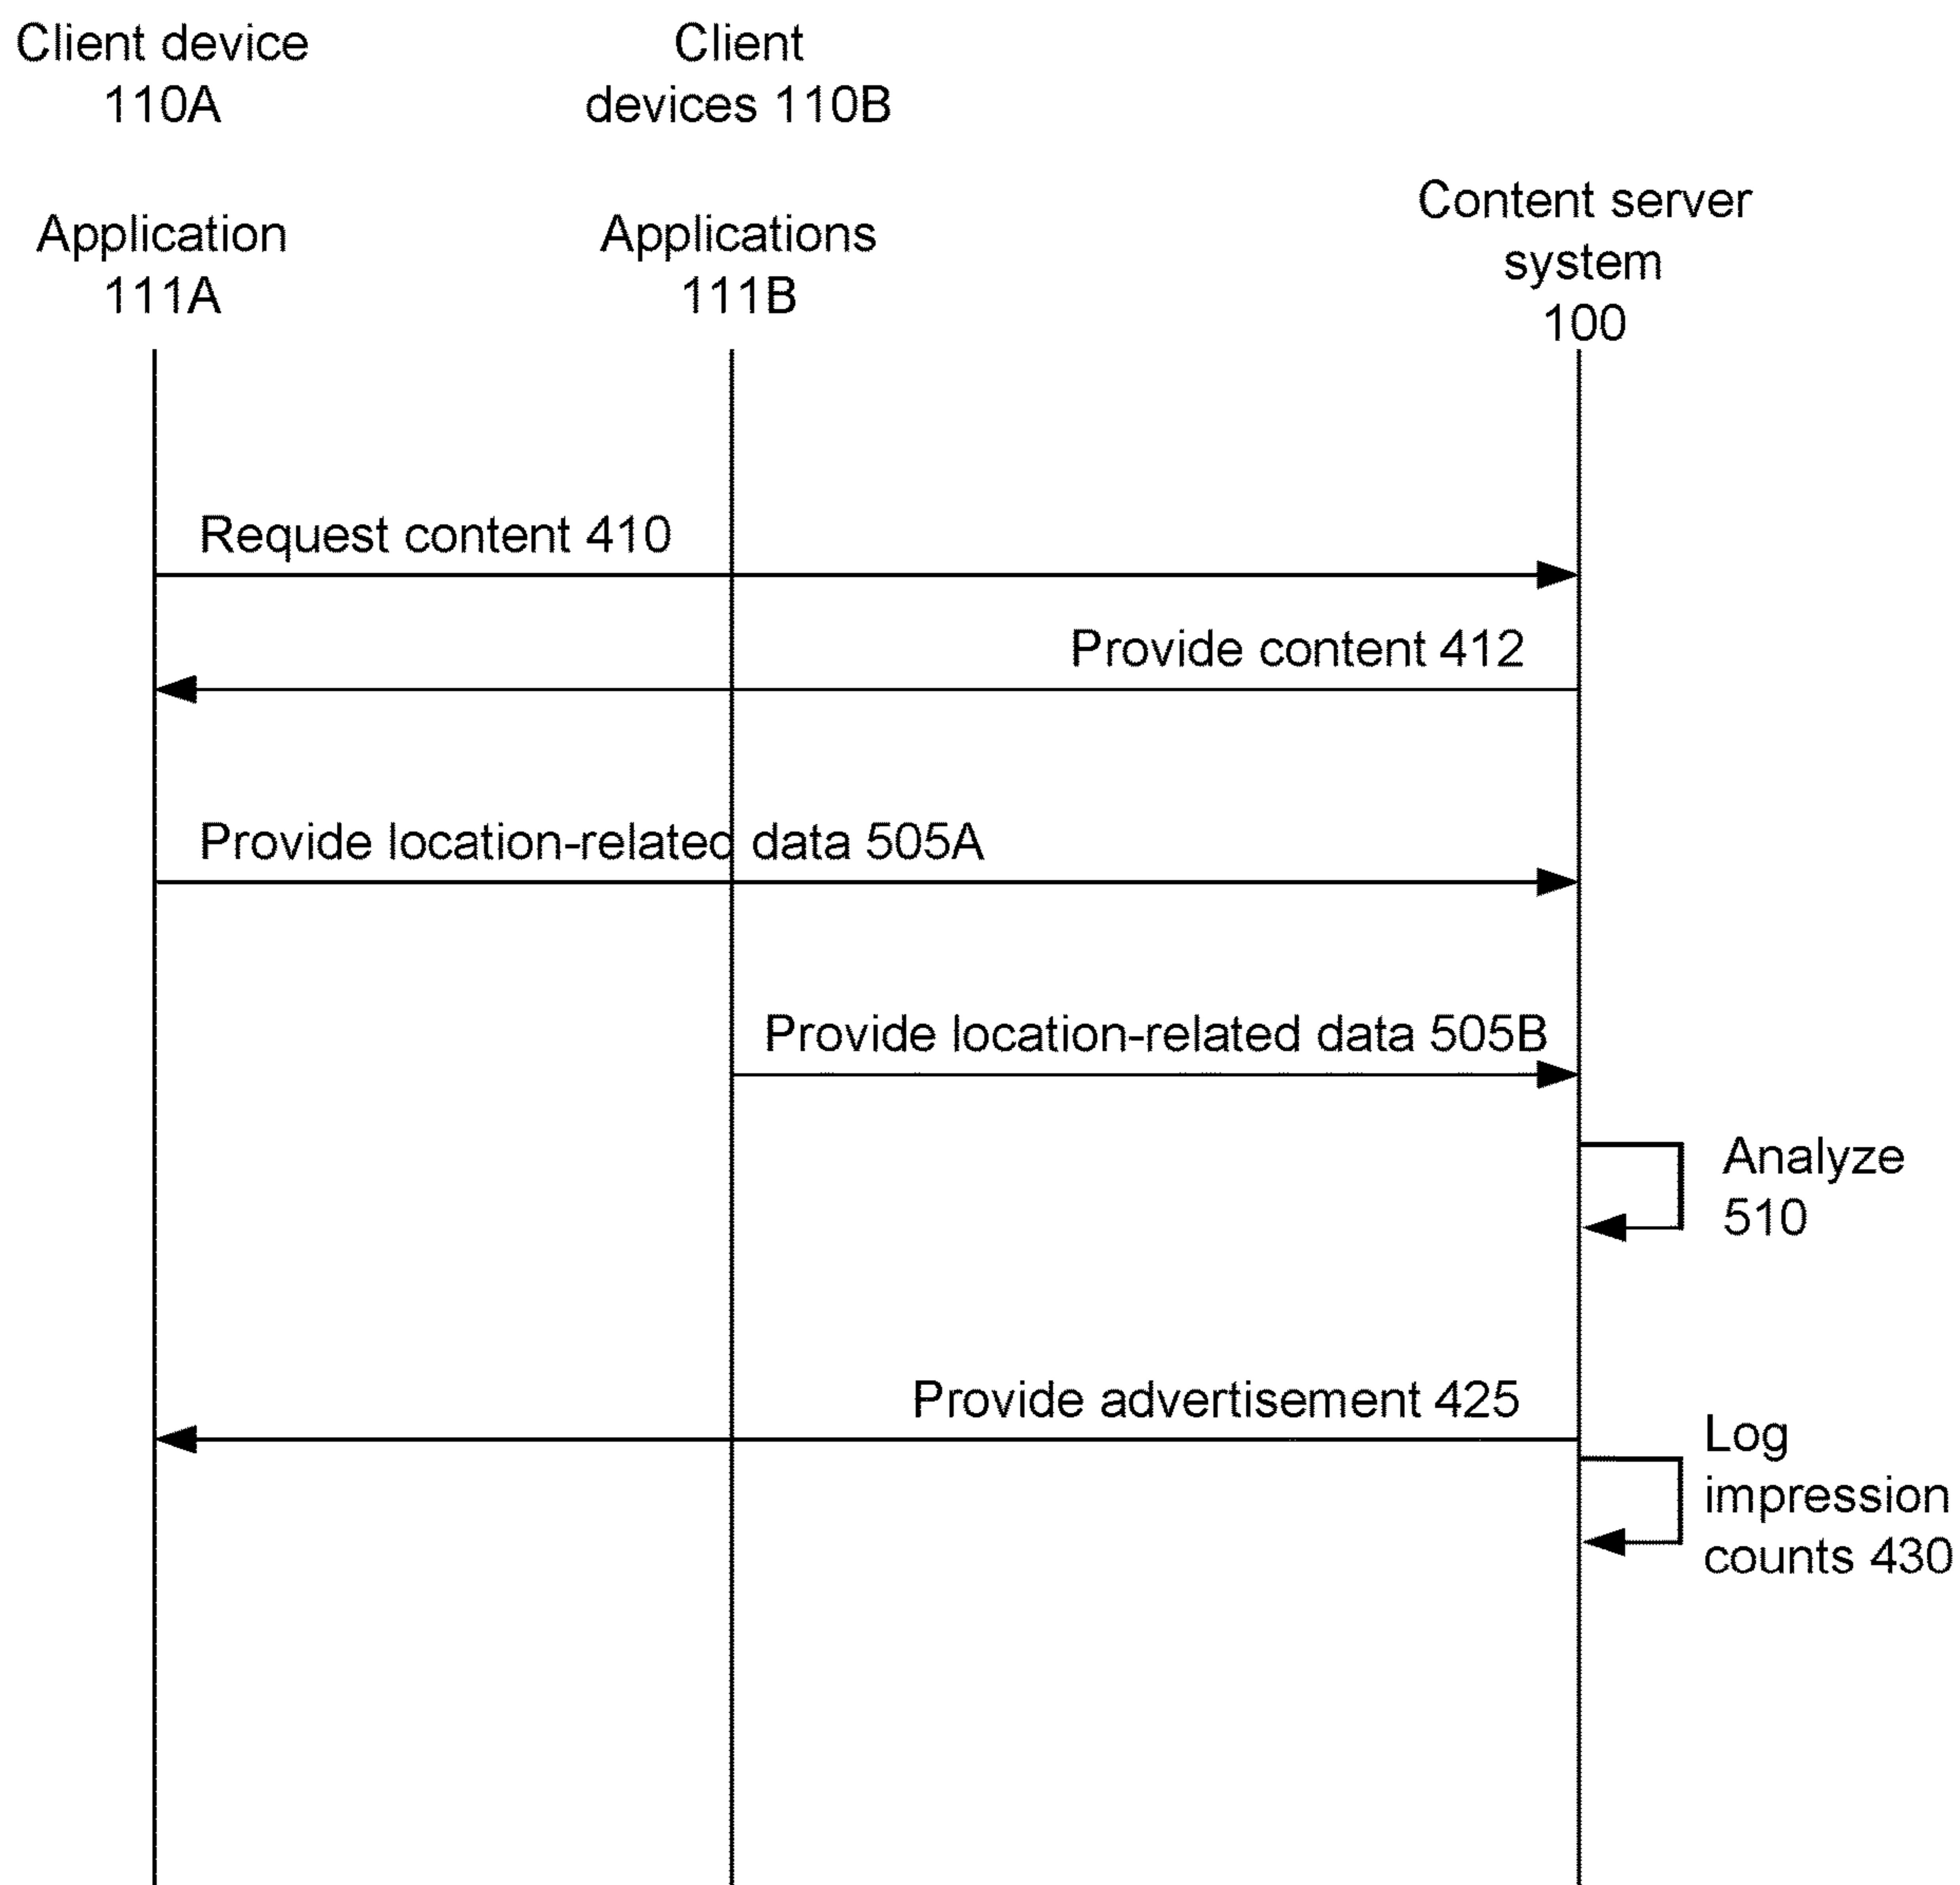 Client device
110A
Client
devices 110B
Application
111A
Applications
111B
Content server
system
100
Request content 410
Provide content 412
Provide location-related data 505A
Provide location-related data 505B
Analyze
510
Provide advertisement 425
Log
impression
counts 430